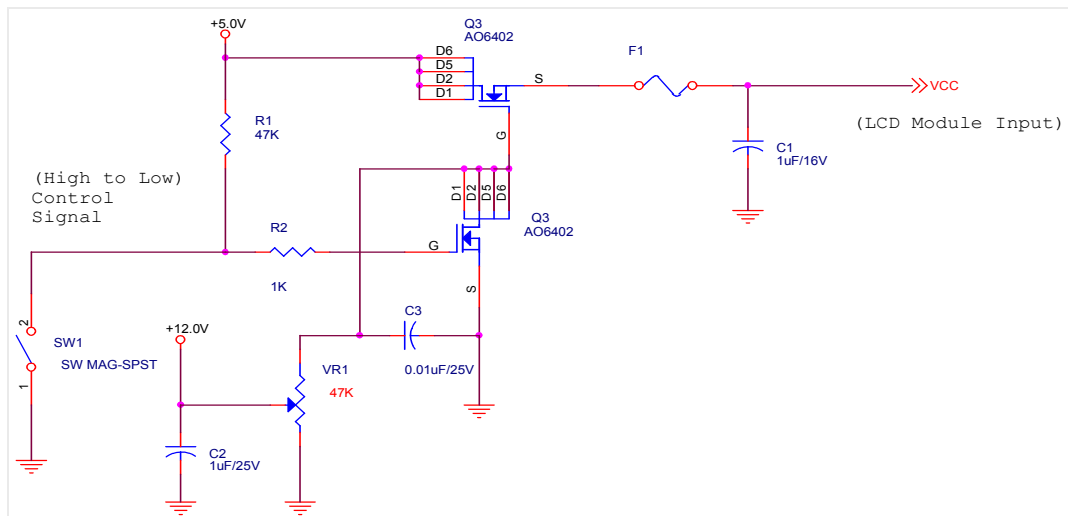 +5.0V
Q3
AO6402
D6
D5
D2
D1
S
G
F1
VCC
(LCD Module Input)
C1
1uF/16V
R1
47K
(High to Low)
Control
Signal
D1
D2
D5
D6
Q3
AO6402
R2
1K
G
S
C3
0.01uF/25V
2
1
SW1
SW MAG-SPST
+12.0V
VR1
47K
C2
1uF/25V